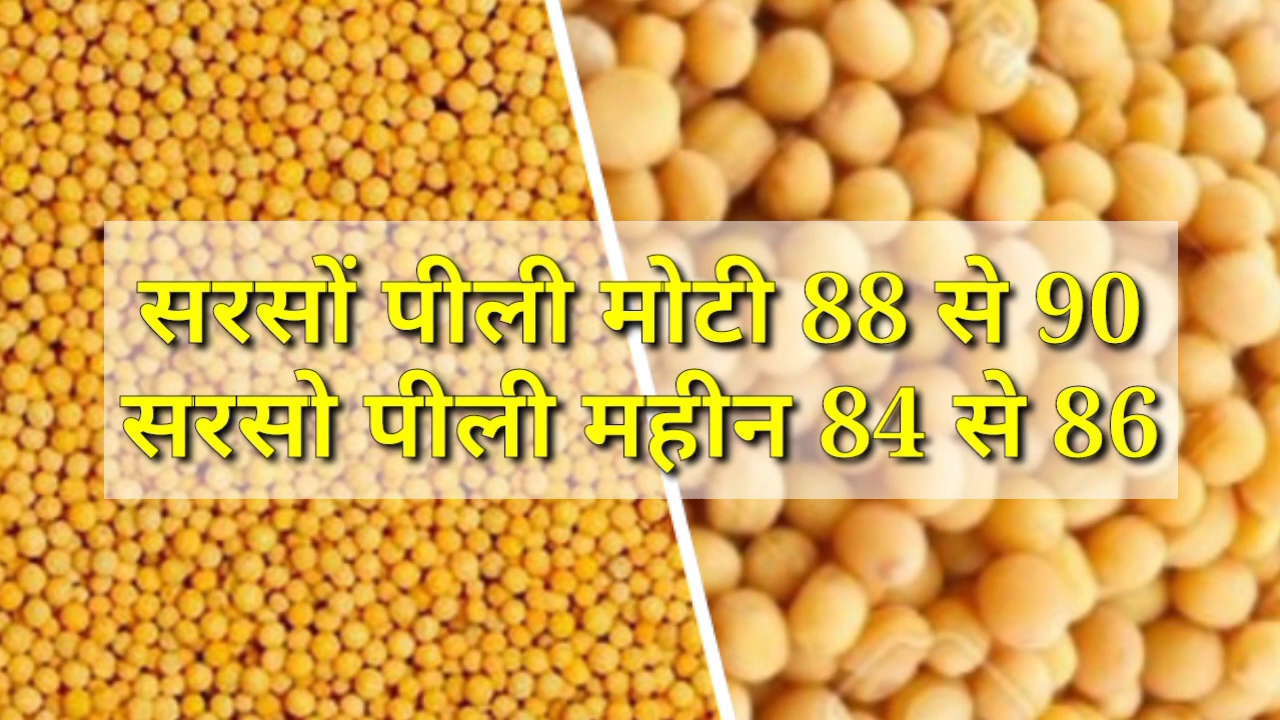 सरसों पीली मोटी 88 से 90
सरसो पीली महीन 84 से 86